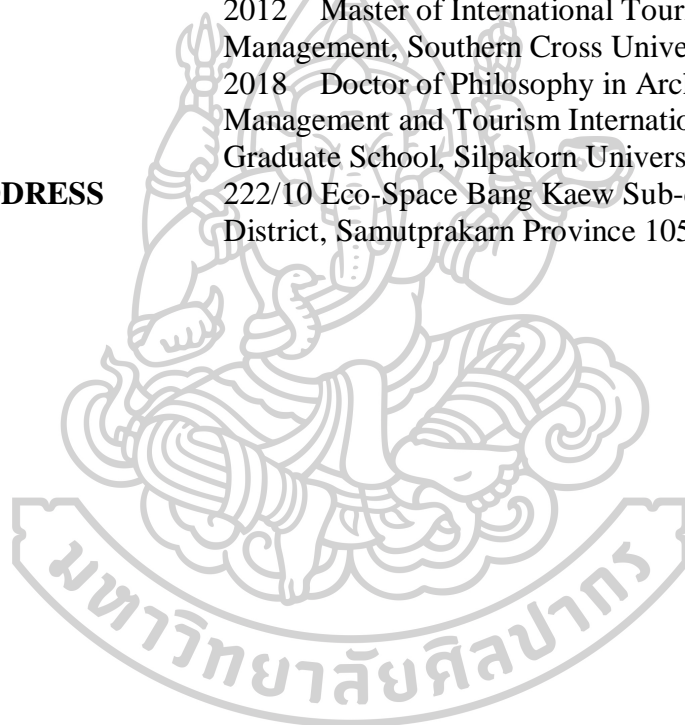 2012 Master of International Tour
Management, Southern Cross Unive
2018 Doctor of Philosophy in Arc
Management and Tourism Internatio
Graduate School, Silpakorn Univers
DRESS 222/10 Eco-Space Bang Kaew Sub-
District, Samutprakarn Province 105
มหาวิทยาลัยศิลปากร